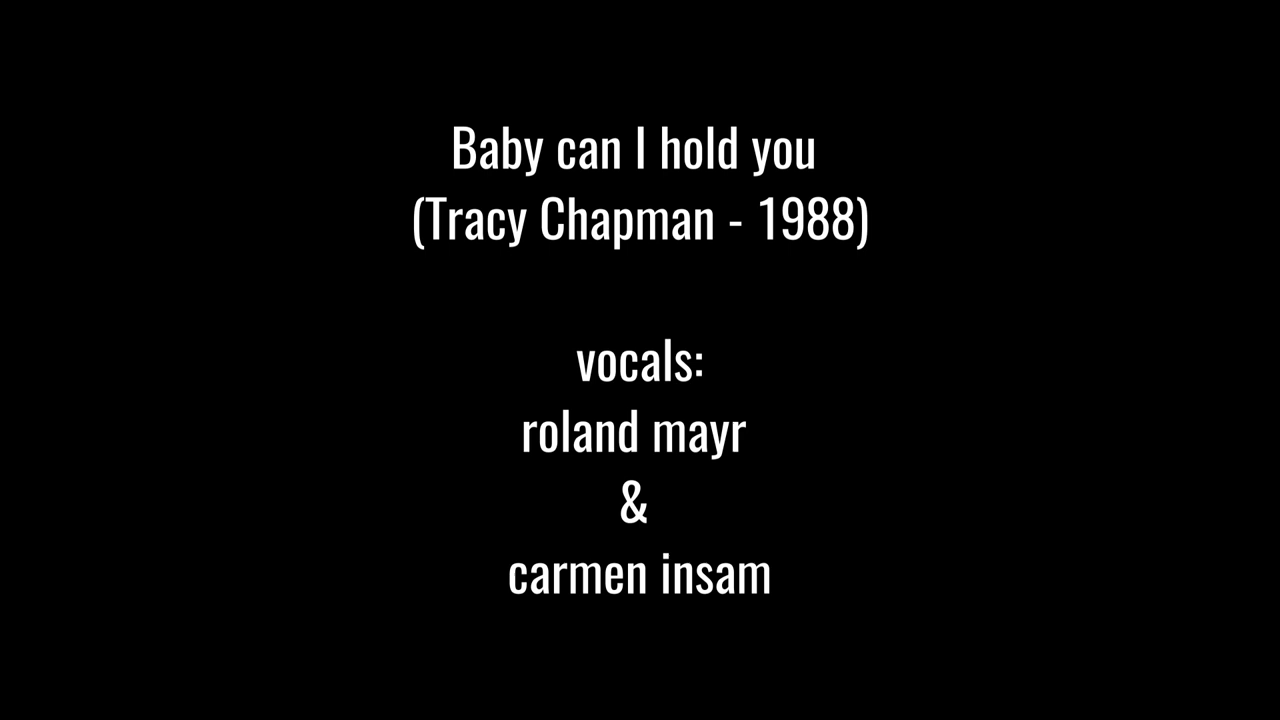 Baby can I hold you
(Tracy Chapman - 1988)
vocals:
roland mayr
&
carmen insam